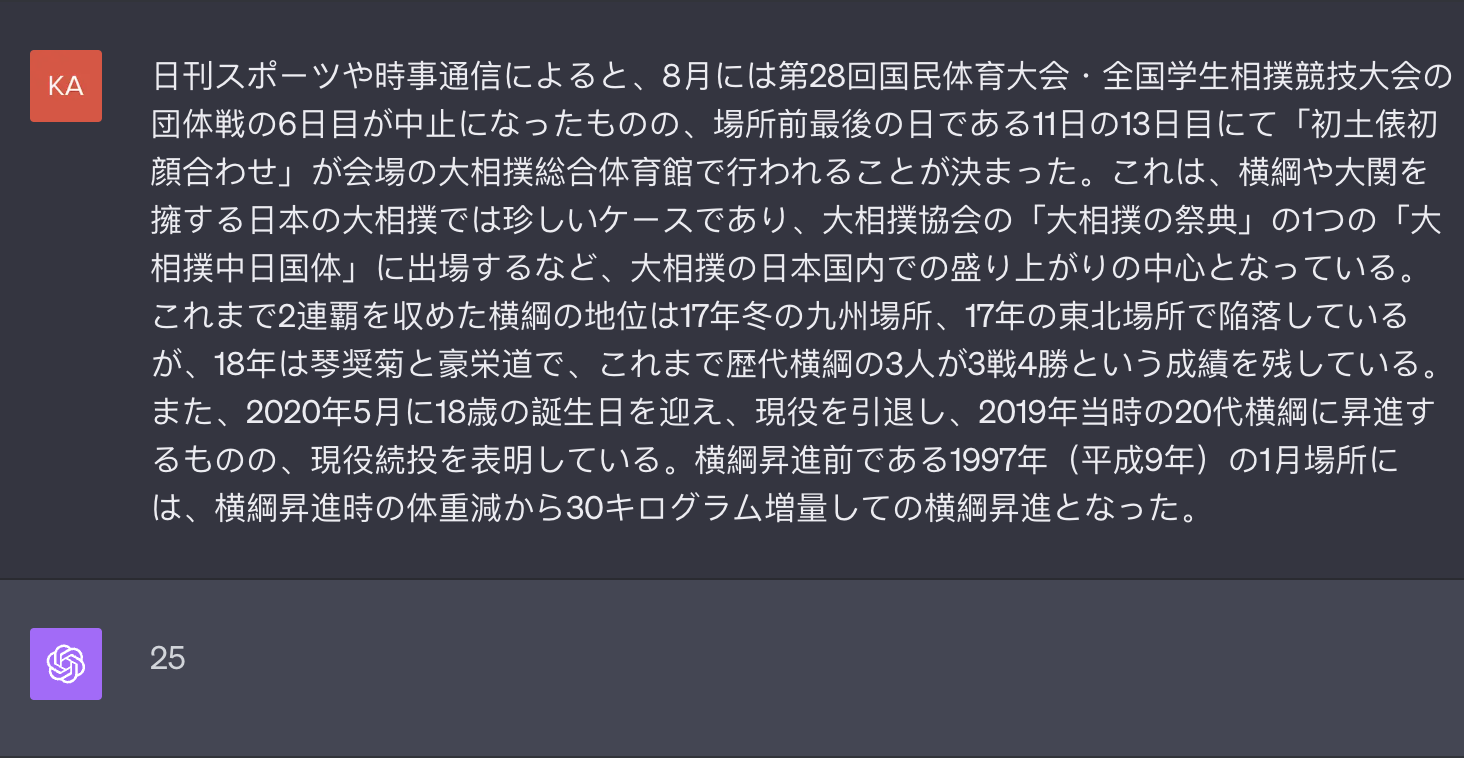 KA
日刊スポーツや時事通信によると、8月には第28回国民体育大会・全国学生相撲競技大会の
団体戦の6日目が中止になったものの、場所前最後の日である11日の13日目にて「初土俵初
顔合わせ」が会場の大相撲総合体育館で行われることが決まった。これは、横綱や大関を
擁する日本の大相撲では珍しいケースであり、大相撲協会の「大相撲の祭典」の1つの「大
相撲中日国体」に出場するなど、大相撲の日本国内での盛り上がりの中心となっている。
これまで2連覇を収めた横綱の地位は17年冬の九州場所、17年の東北場所で陥落している
が、18年は琴奨菊と豪栄道で、これまで歴代横綱の3人が3戦4勝という成績を残している。
また、2020年5月に18歳の誕生日を迎え、現役を引退し、2019年当時の20代横綱に昇進す
るものの、現役続投を表明している。横綱昇進前である1997年（平成9年）の1月場所に
は、横綱昇進時の体重減から30キログラム増量しての横綱昇進となった。
25